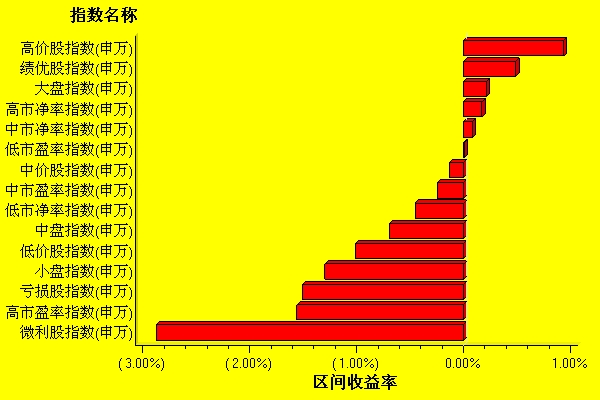 指数名称
高价股指数(申万)
绩优股指数(申万)
大盘指数(申万)
高市净率指数(申万)
中市净率指数(申万)
低市盈率指数(申万)
中价股指数(申万)
中市盈率指数(申万)
低市净率指数(申万)
中盘指数(申万)
低价股指数(申万)
小盘指数(申万)
亏损股指数(申万)
高市盈率指数(申万)
微利股指数(申万)
(3.00%) (2.00%) (1.00%) 0.00% 1.00%
区间收益率